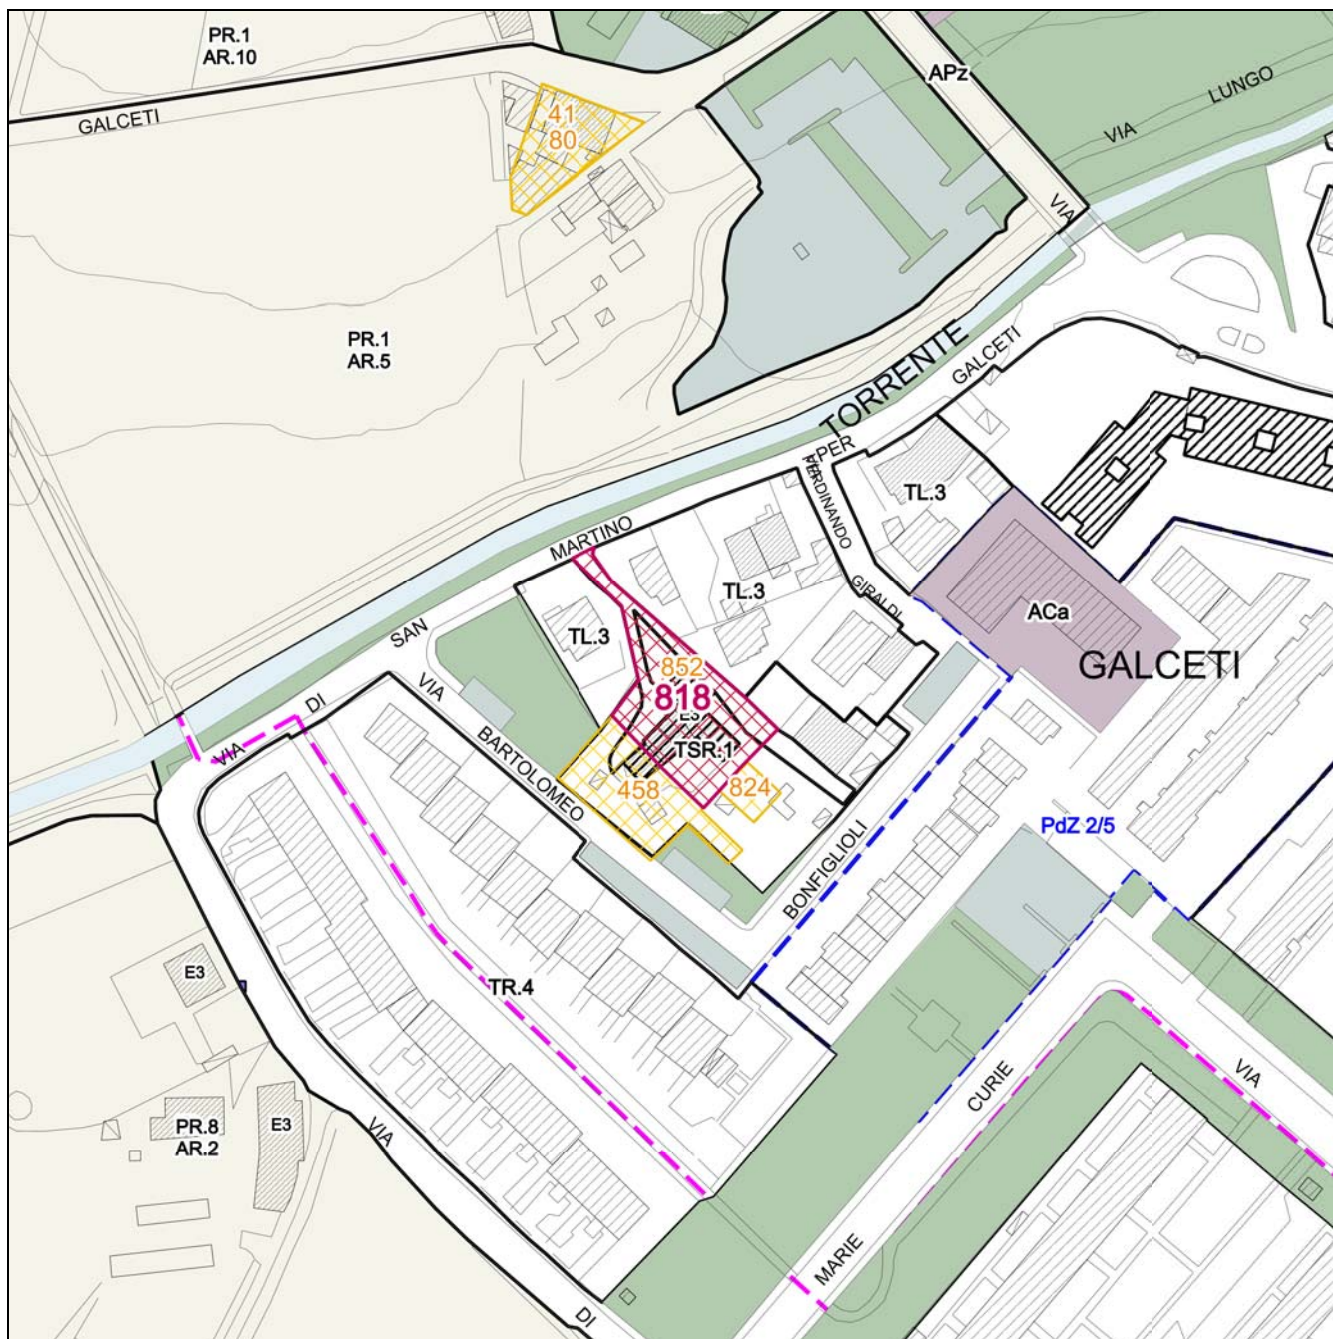 PR.1
AR.10
GALCETI
41
80
APz
VIA
LUNGO
VIA
PR.1
AR.5
TORRENTE
GALCETI
PER
VIA
FERDINANDO
GIRALDI
TL.3
MARTINO
TL.3
TL.3
ACa
GALCETI
SAN
852
818
E3
TSR.1
458
824
DI
VIA
VIA
BARTOLOMEO
BONFIGLIOLI
PdZ 2/5
E3
TR.4
PR.8
AR.2
E3
VIA
DI
MARIE
CURIE
VIA